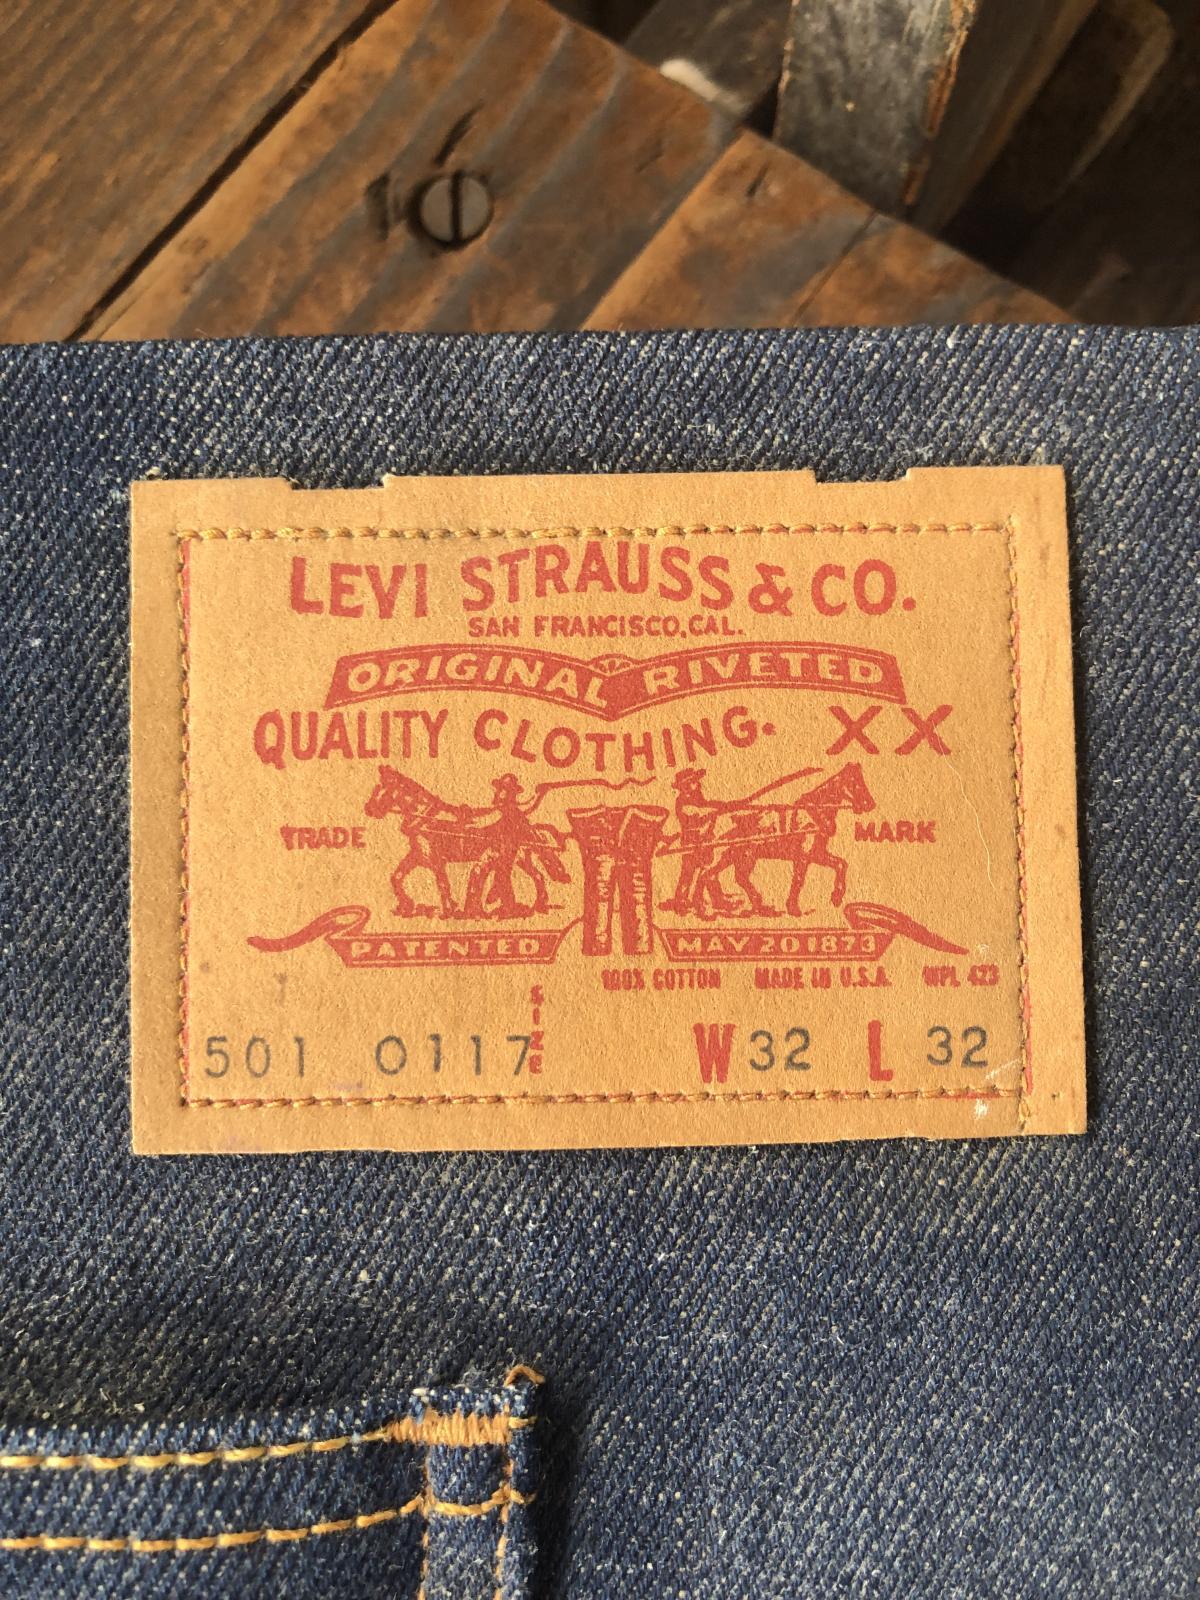 LEVI STRAUSS & CO.
SAN FRANCISCO, CAL.
ORIGINAL RIVETED
QUALITY CLOTHING. XX
TRADE MARK
PATENTED MAY 20 1873
100% COTTON MADE IN U.S.A. WPL 423
501 0117 SIZE W 32 L 32